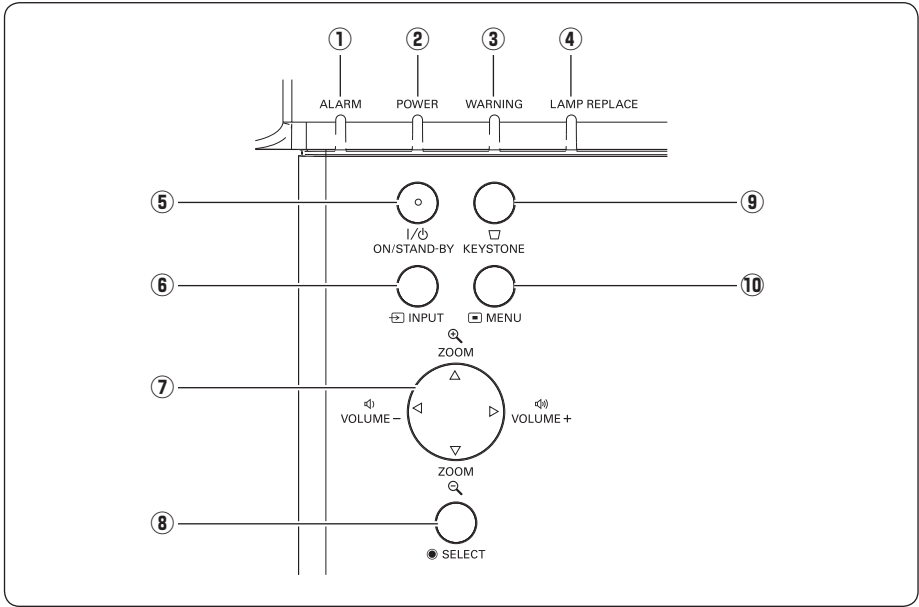 ① ② ③ ④
ALARM POWER WARNING LAMP REPLACE
⑤ ⑨
ON/STAND-BY KEYSTONE
⑥ ⑩
INPUT MENU
ZOOM
⑦
VOLUME− VOLUME+
ZOOM
⑧
SELECT